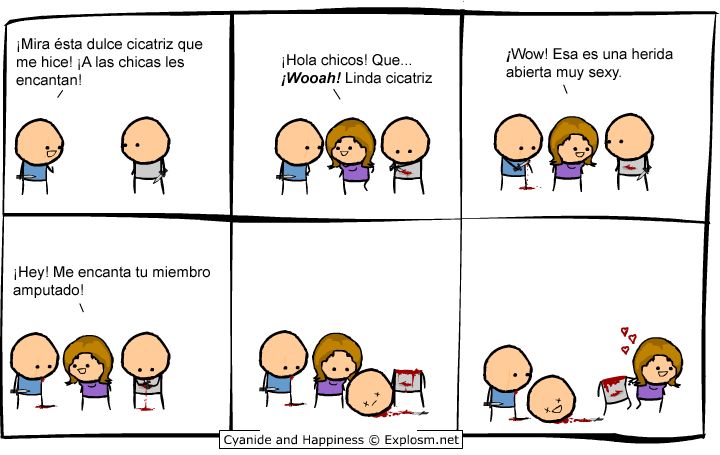 ¡Mira ésta dulce cicatriz que
me hice! ¡A las chicas les
encantan!
¡Hola chicos! Que...
¡Wooah! Linda cicatriz
¡Wow! Esa es una herida
abierta muy sexy.
¡Hey! Me encanta tu miembro
amputado!
Cyanide and Happiness © Explosm.net